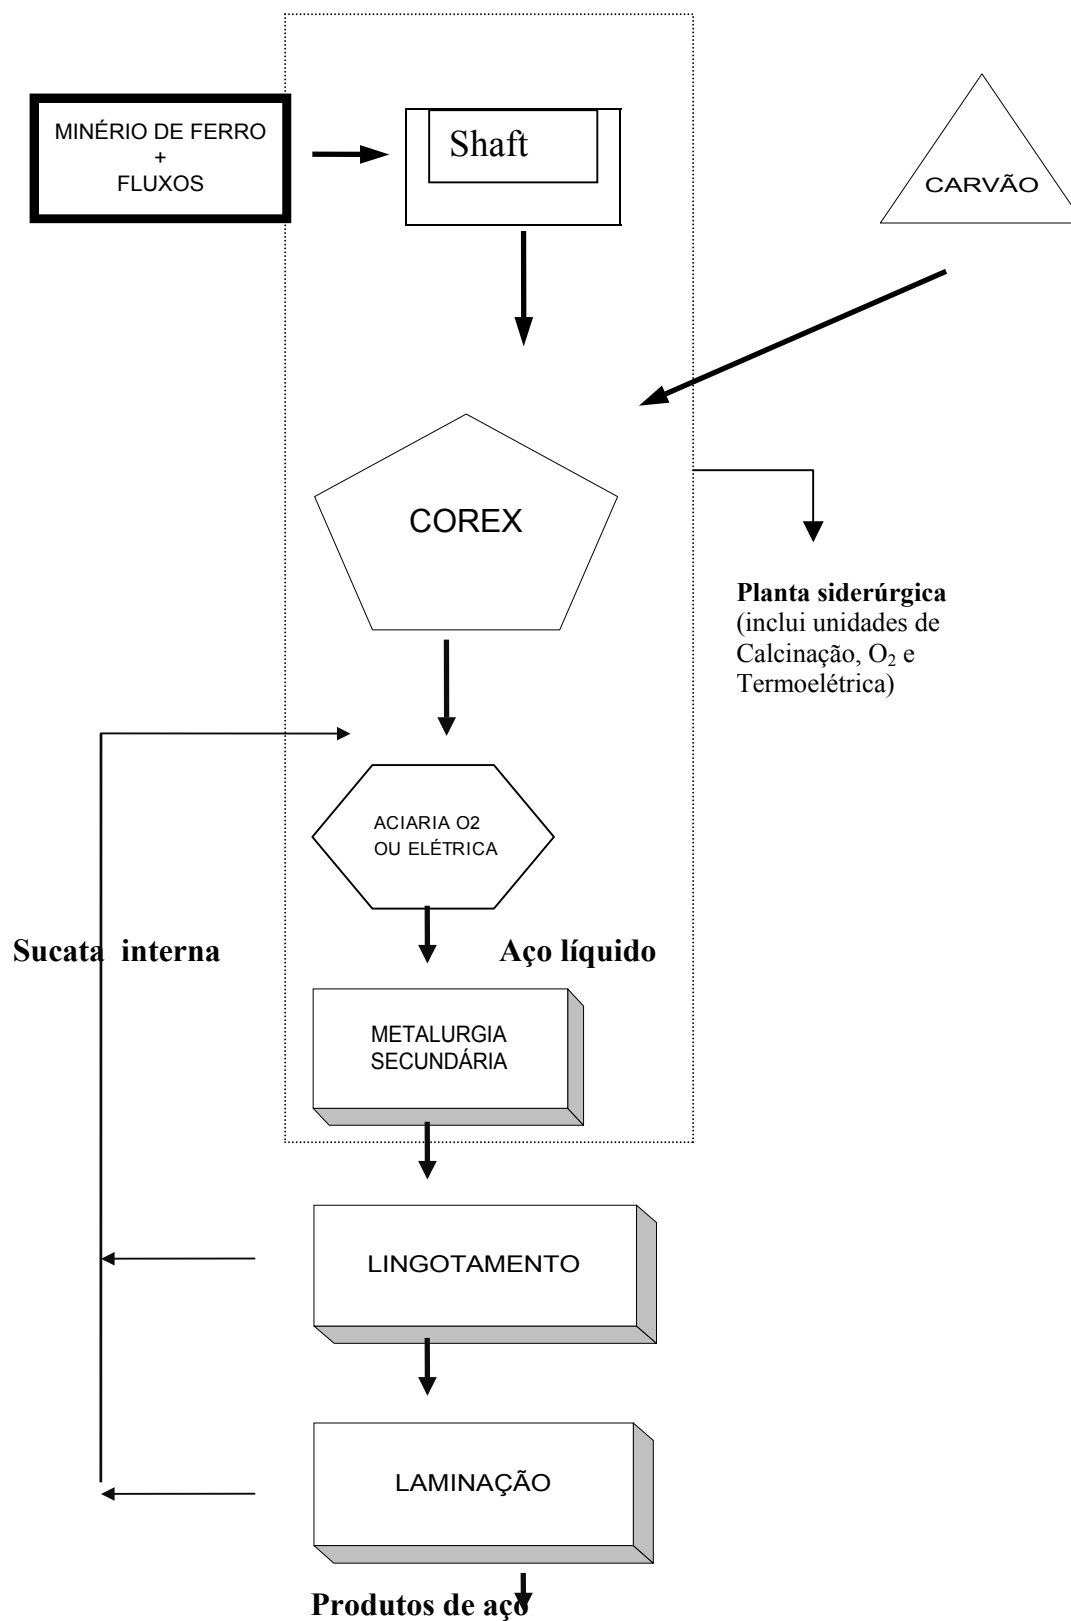 MINÉRIO DE FERRO
+
FLUXOS
Shaft
CARVÃO
COREX
Planta siderúrgica
(inclui unidades de
Calcinação, O₂ e
Termoelétrica)
ACIARIA O2
OU ELÉTRICA
Sucata interna
Aço líquido
METALURGIA
SECUNDÁRIA
LINGOTAMENTO
LAMINAÇÃO
Produtos de aço